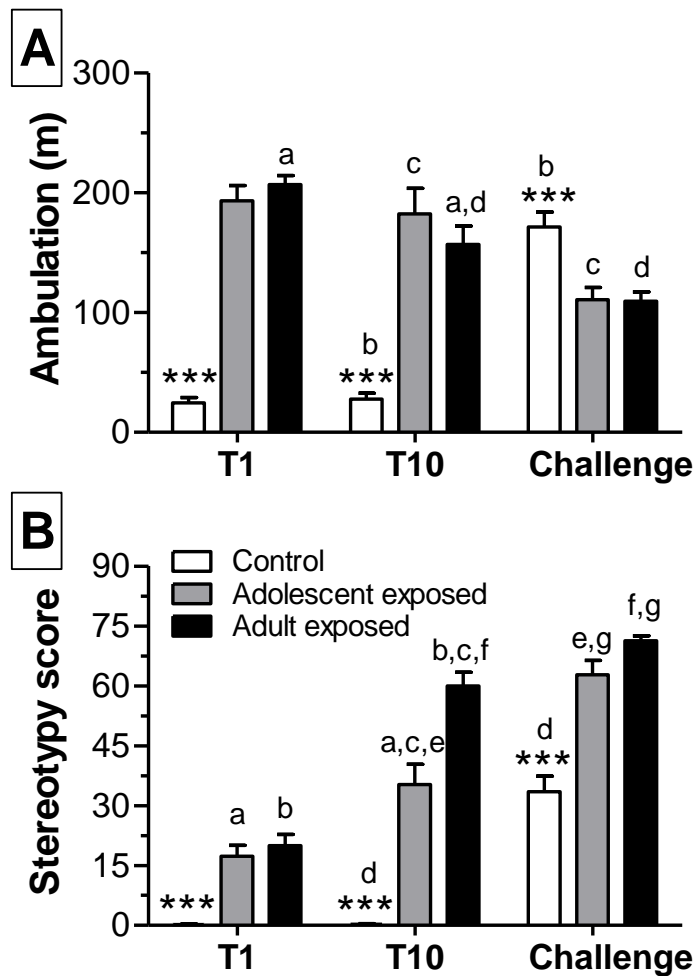 A
300
200
100
0
Ambulation (m)
a
c
a,d
b
***
c
d
***
b
***
T1
T10
Challenge
B
90
75
60
45
30
15
0
Stereotypy score
Control
Adolescent exposed
Adult exposed
f,g
e,g
b,c,f
d
***
a,c,e
a
b
***
d
***
T1
T10
Challenge